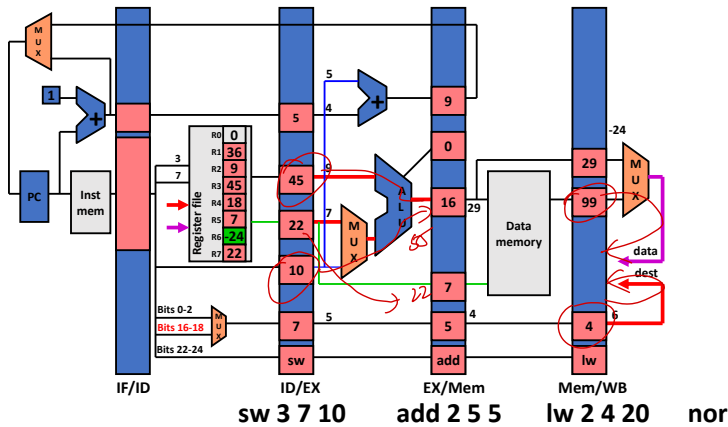 MUX
1
+
PC
Inst
mem
3
7
Register file
R0 0
R1 36
R2 9
R3 45
R4 18
R5 7
R6 -24
R7 22
Bits 0-2
Bits 16-18
Bits 22-24
MUX
5
45
22
10
7
sw
5
4
+
9
7
MUX
ALU
55
22
5
9
0
16
7
5
add
29
4
Data
memory
-24
29
99
4
lw
MUX
data
dest
6
IF/ID
ID/EX
EX/Mem
Mem/WB
sw 3 7 10
add 2 5 5
lw 2 4 20
nor